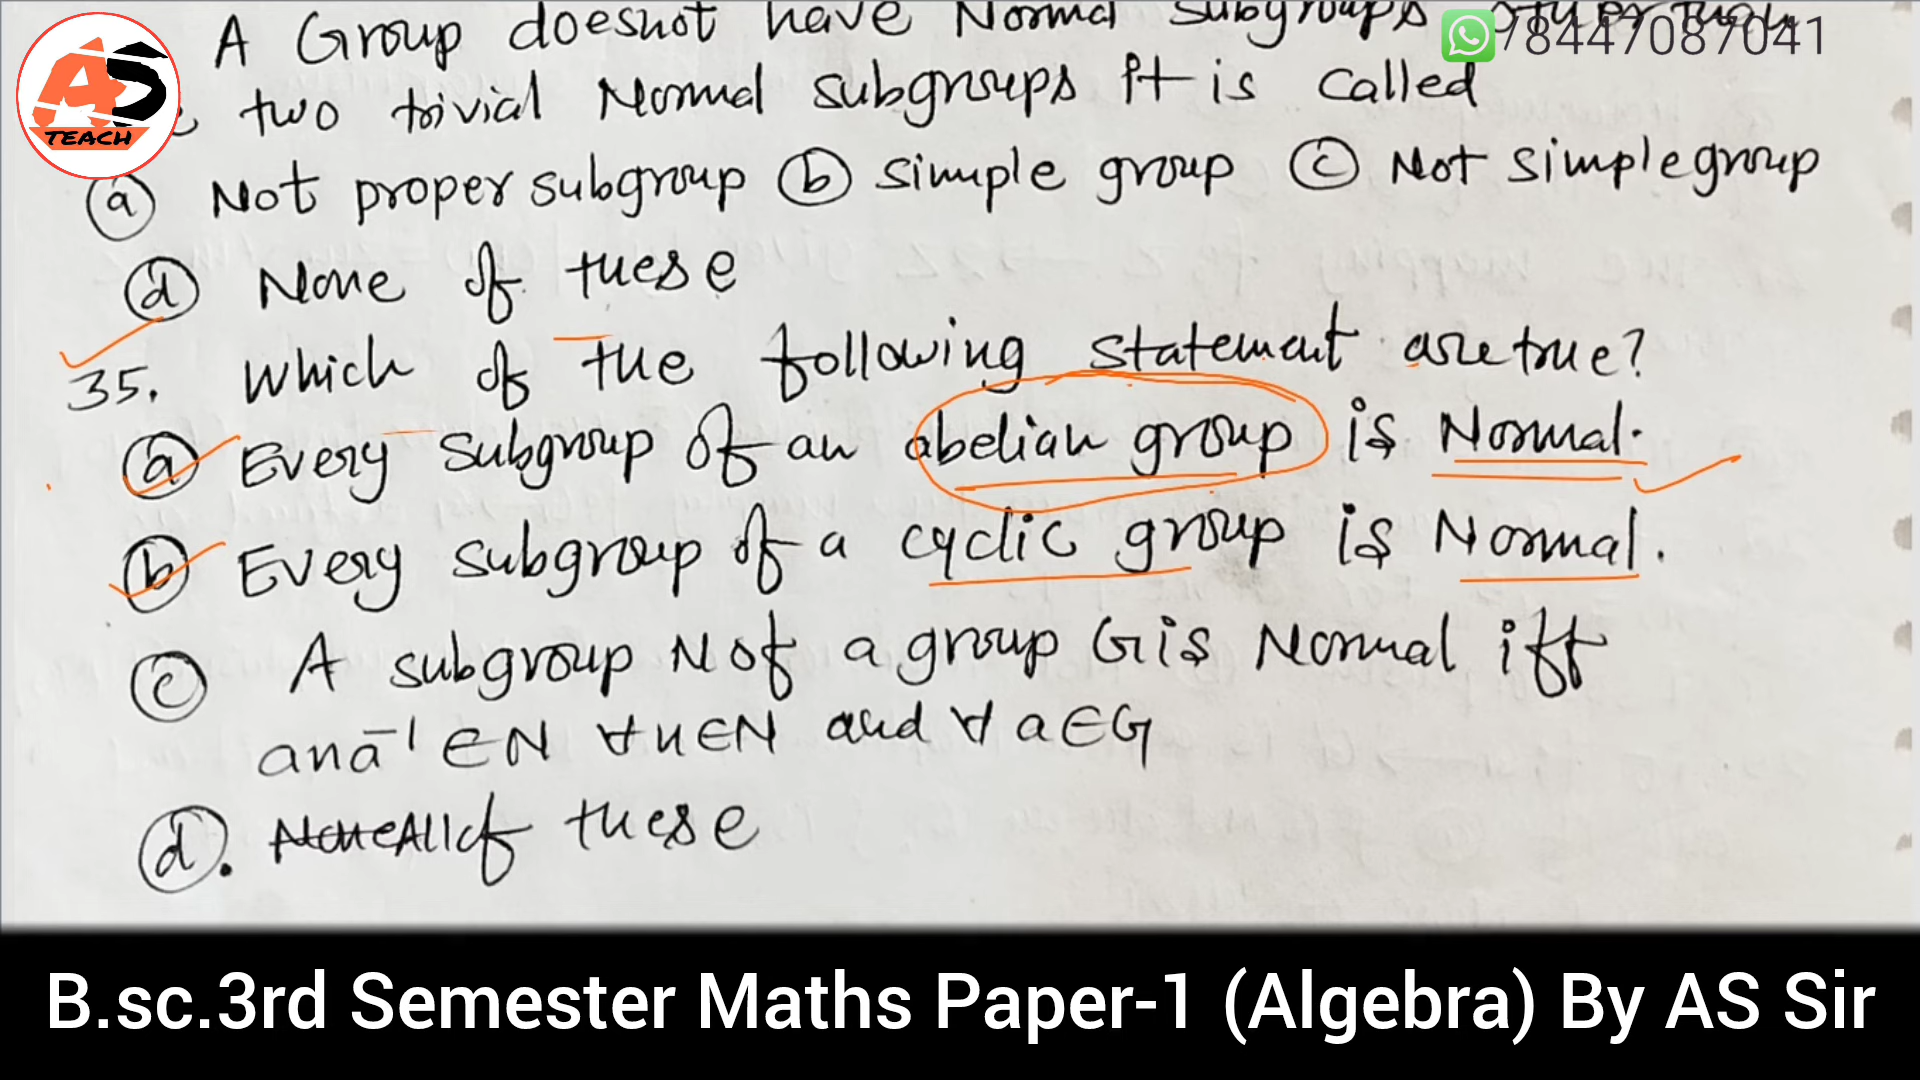 A Group doesnot have Normal subgroups
78447087041
AS
TEACH
two trivial Normal subgroups it is called
(a) Not proper subgroup (b) simple group (c) Not simple group
(d) None of these
35. Which of the following statement are true?
(a) Every subgroup of an abelian group is Normal.
(b) Every subgroup of a cyclic group is Normal.
(c) A subgroup N of a group G is Normal iff
ana⁻¹ ∈ N ∀ n ∈ N and ∀ a ∈ G
(d). All of these
B.sc.3rd Semester Maths Paper-1 (Algebra) By AS Sir